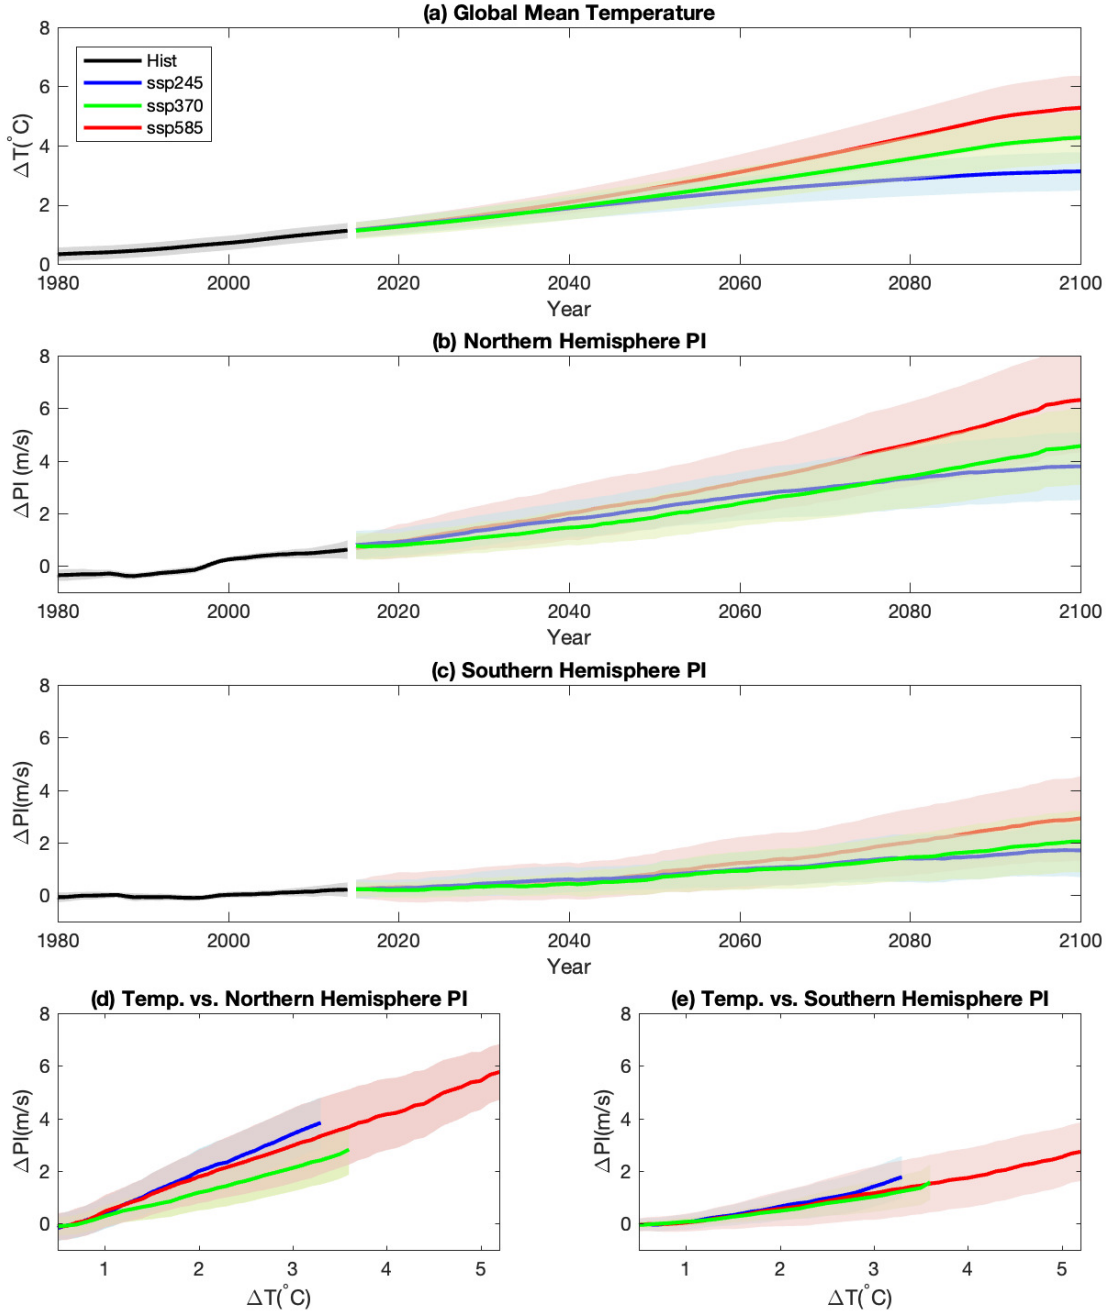 (a) Global Mean Temperature
8
6
4
2
0
ΔT(°C)
Hist
ssp245
ssp370
ssp585
1980 2000 2020 2040 2060 2080 2100
Year
(b) Northern Hemisphere PI
8
6
4
2
0
ΔPI (m/s)
1980 2000 2020 2040 2060 2080 2100
Year
(c) Southern Hemisphere PI
8
6
4
2
0
ΔPI(m/s)
1980 2000 2020 2040 2060 2080 2100
Year
(d) Temp. vs. Northern Hemisphere PI
8
6
4
2
0
ΔPI(m/s)
1 2 3 4 5
ΔT(°C)
(e) Temp. vs. Southern Hemisphere PI
8
6
4
2
0
ΔPI(m/s)
1 2 3 4 5
ΔT(°C)